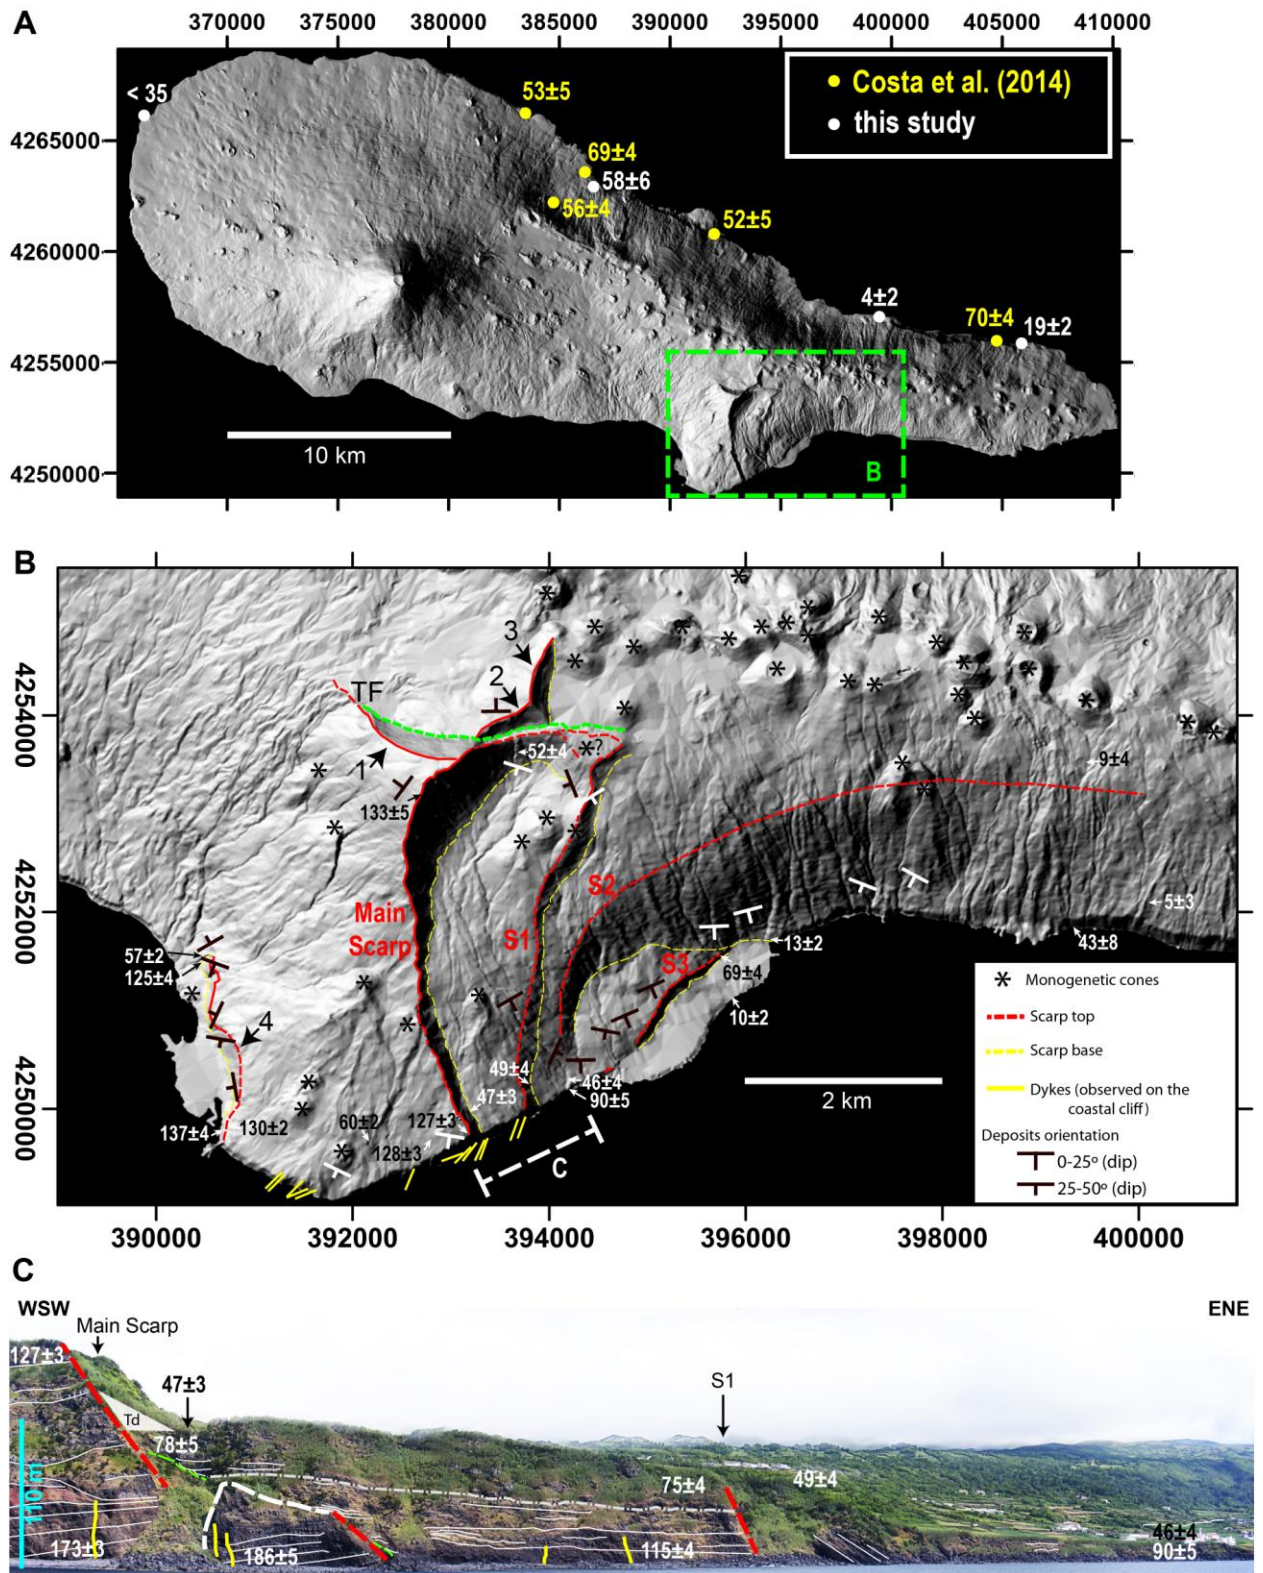 A
370000 375000 380000 385000 390000 395000 400000 405000 410000
Costa et al. (2014)
this study
< 35
53±5
69±4
58±6
56±4
52±5
4±2
70±4
19±2
4265000
4260000
4255000
4250000
10 km
B
B
4254000
4252000
4250000
3
2
TF
1
133±5
52±4
?
9±4
Main
Scarp
S1
S2
S3
57±2
125±4
4
13±2
69±4
10±2
5±3
43±8
49±4
47±3
46±4
90±5
127±3
60±2
128±3
137±4
130±2
C
2 km
Monogenetic cones
Scarp top
Scarp base
Dykes (observed on the
coastal cliff)
Deposits orientation
0-25º (dip)
25-50º (dip)
390000 392000 394000 396000 398000 400000
C
WSW
ENE
Main Scarp
127±3
47±3
S1
Td
78±5
75±4
49±4
110 m
173±3
186±5
115±4
46±4
90±5